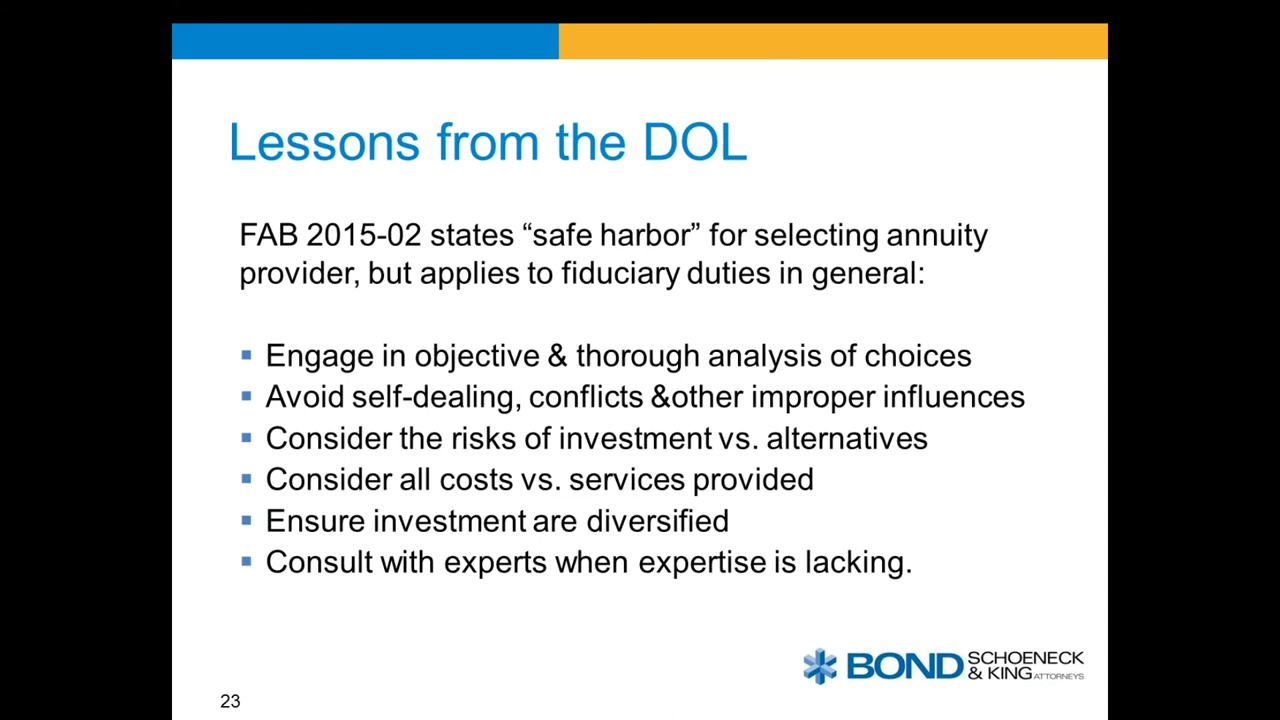 Lessons from the DOL
FAB 2015-02 states “safe harbor” for selecting annuity
provider, but applies to fiduciary duties in general:
▪ Engage in objective & thorough analysis of choices
▪ Avoid self-dealing, conflicts &other improper influences
▪ Consider the risks of investment vs. alternatives
▪ Consider all costs vs. services provided
▪ Ensure investment are diversified
▪ Consult with experts when expertise is lacking.
BOND SCHOENECK
& KING ATTORNEYS
23